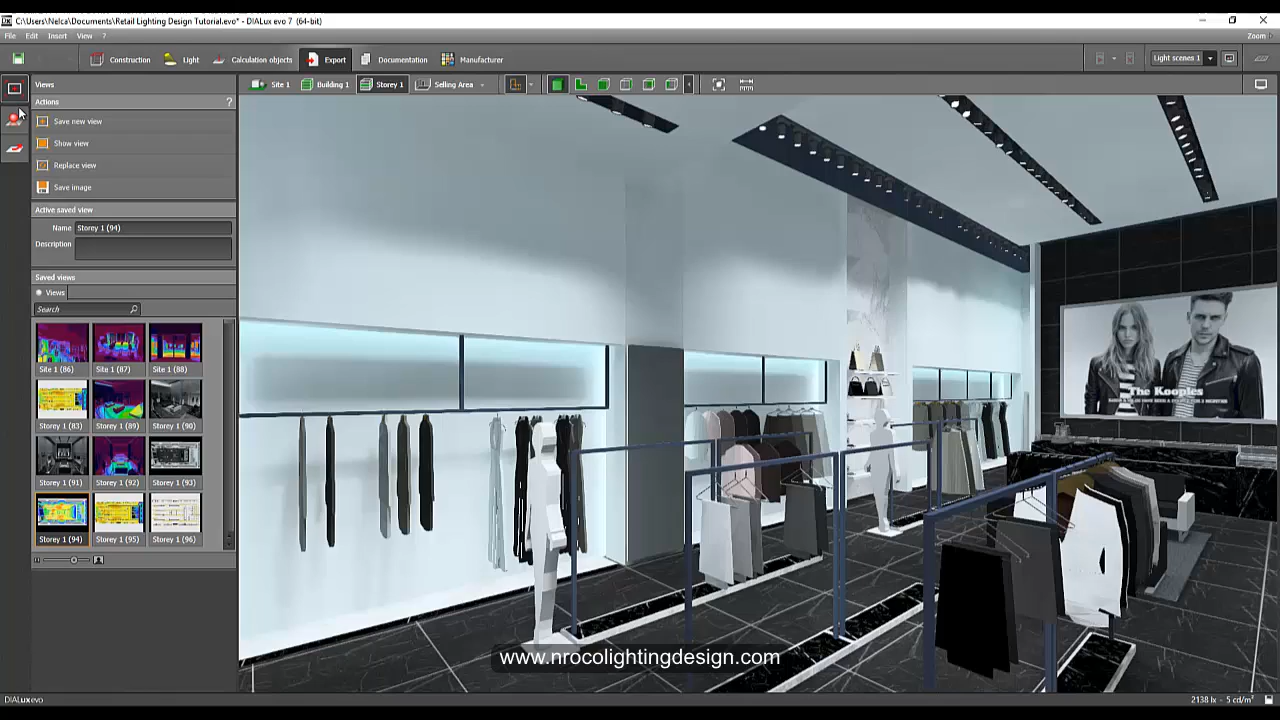 C:\Users\Nelca\Documents\Retail Lighting Design Tutorial.evo* - DIALux evo 7 (64-bit)
File Edit Insert View ? Zoom
Construction Light Calculation objects Export Documentation Manufacturer Light scenes 1
Views
Site 1 Building 1 Storey 1 Selling Area
Actions ?
Save new view
Show view
Replace view
Save image
Active saved view
Name Storey 1 (94)
Description
Saved views
Views
Search
Site 1 (86) Site 1 (87) Site 1 (88)
Storey 1 (83) Storey 1 (89) Storey 1 (90)
Storey 1 (91) Storey 1 (92) Storey 1 (93)
Storey 1 (94) Storey 1 (95) Storey 1 (96)
The Kooples
www.nrocolightingdesign.com
DIALux evo 2138 lx - 5 cd/m²